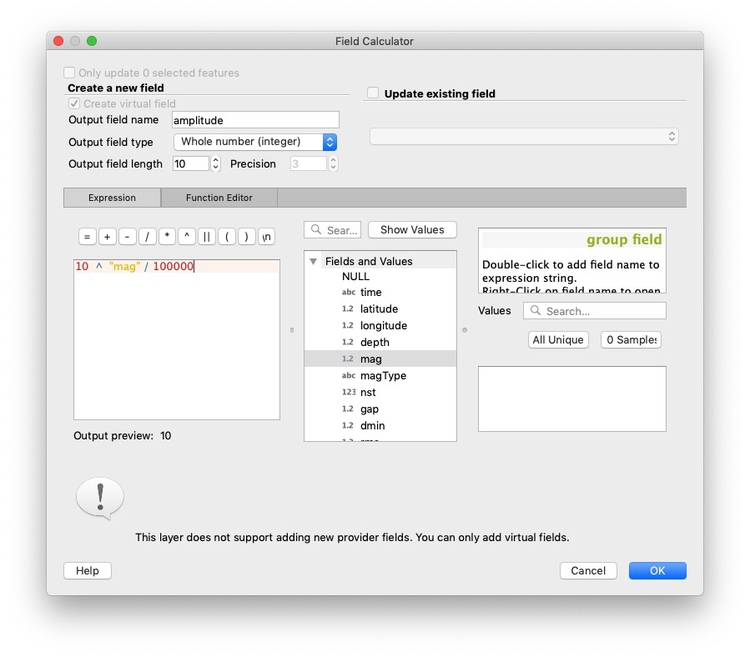 Field Calculator
Only update 0 selected features
Create a new field
Create virtual field
Output field name amplitude
Output field type Whole number (integer)
Output field length 10 Precision 3
Update existing field
Expression Function Editor
= + - / * ^ || ( ) \n
10 ^ "mag" / 100000
Output preview: 10
Sear... Show Values
Fields and Values
NULL
abc time
1.2 latitude
1.2 longitude
1.2 depth
1.2 mag
abc magType
123 nst
1.2 gap
1.2 dmin
1.2 rms
group field
Double-click to add field name to
expression string.
Right-Click on field name to open
Values Search...
All Unique 0 Samples
This layer does not support adding new provider fields. You can only add virtual fields.
Help Cancel OK